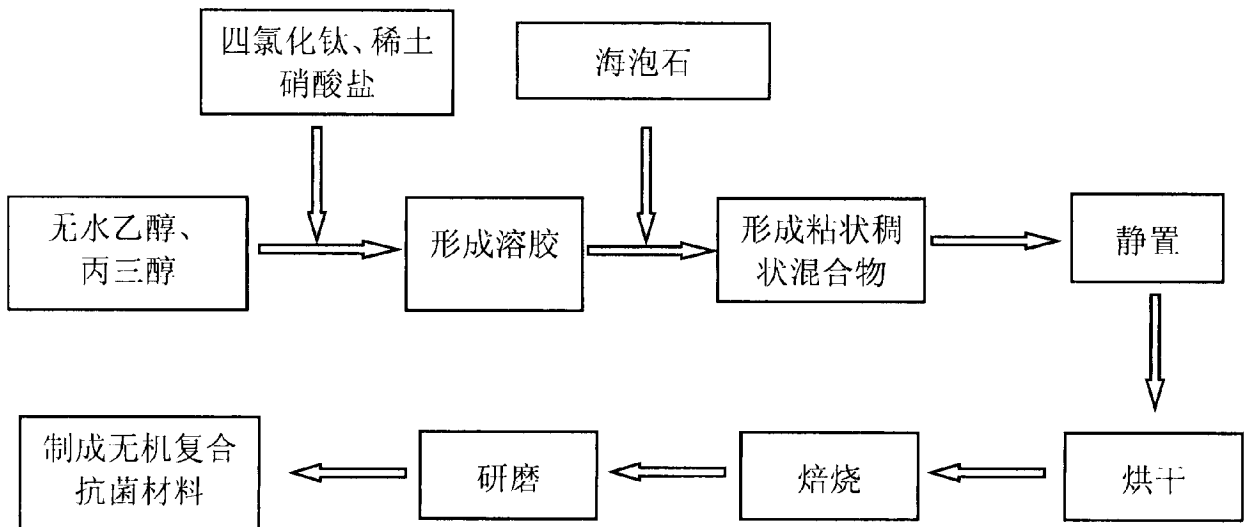 四氯化钛、稀土
硝酸盐
海泡石
无水乙醇、
丙三醇
形成溶胶
形成粘状稠
状混合物
静置
烘干
焙烧
研磨
制成无机复合
抗菌材料